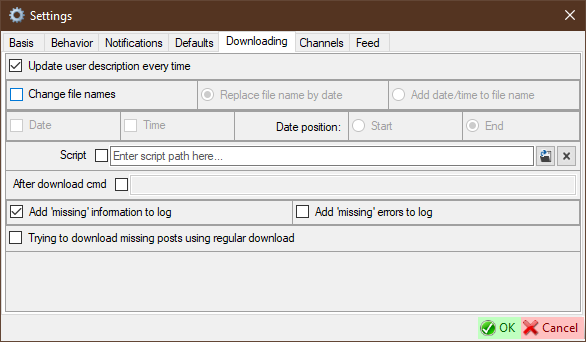 Settings
Basis Behavior Notifications Defaults Downloading Channels Feed
Update user description every time
Change file names Replace file name by date Add date/time to file name
Date Time Date position: Start End
Script Enter script path here...
After download cmd
Add 'missing' information to log Add 'missing' errors to log
Trying to download missing posts using regular download
OK Cancel